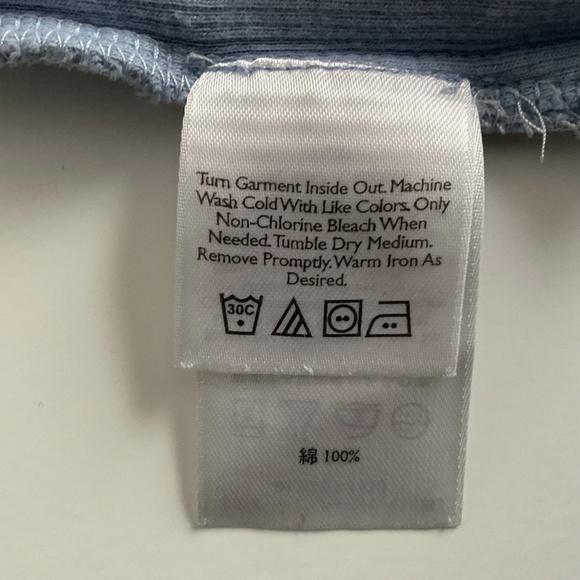 Turn Garment Inside Out. Machine
Wash Cold With Like Colors. Only
Non-Chlorine Bleach When
Needed. Tumble Dry Medium.
Remove Promptly. Warm Iron As
Desired.
30C
綿 100%